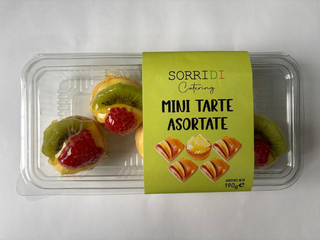 SORRIDI
Catering
MINI TARTE
ASORTATE
190g e